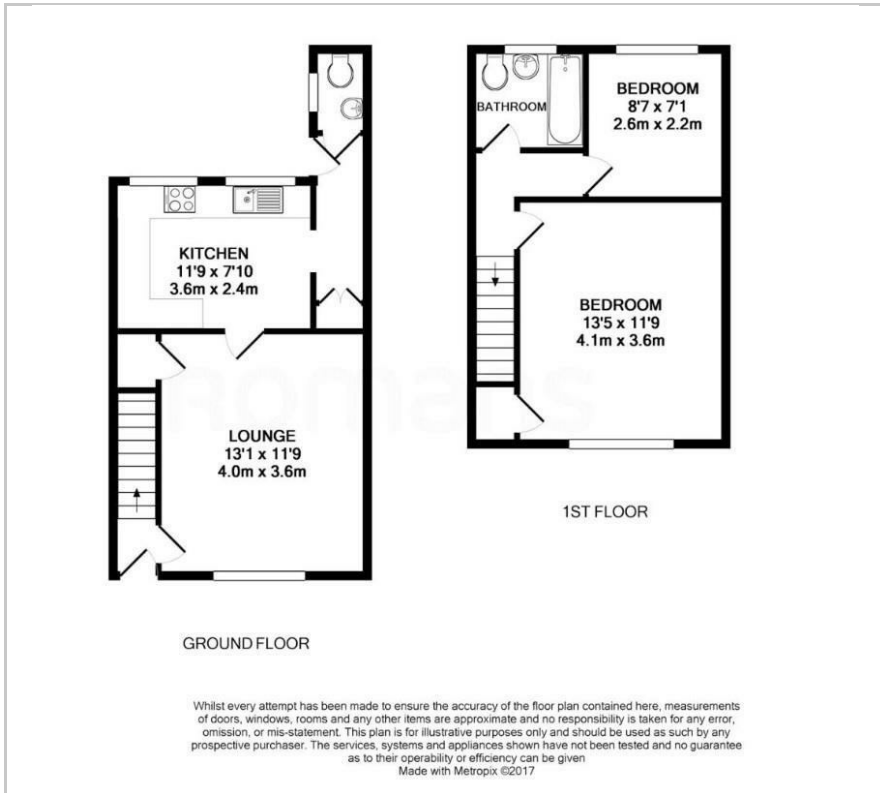 BATHROOM
BEDROOM
8'7 x 7'1
2.6m x 2.2m
KITCHEN
11'9 x 7'10
3.6m x 2.4m
BEDROOM
13'5 x 11'9
4.1m x 3.6m
Romans
LOUNGE
13'1 x 11'9
4.0m x 3.6m
1ST FLOOR
GROUND FLOOR
Whilst every attempt has been made to ensure the accuracy of the floor plan contained here, measurements
of doors, windows, rooms and any other items are approximate and no responsibility is taken for any error,
omission, or mis-statement. This plan is for illustrative purposes only and should be used as such by any
prospective purchaser. The services, systems and appliances shown have not been tested and no guarantee
as to their operability or efficiency can be given
Made with Metropix ©2017